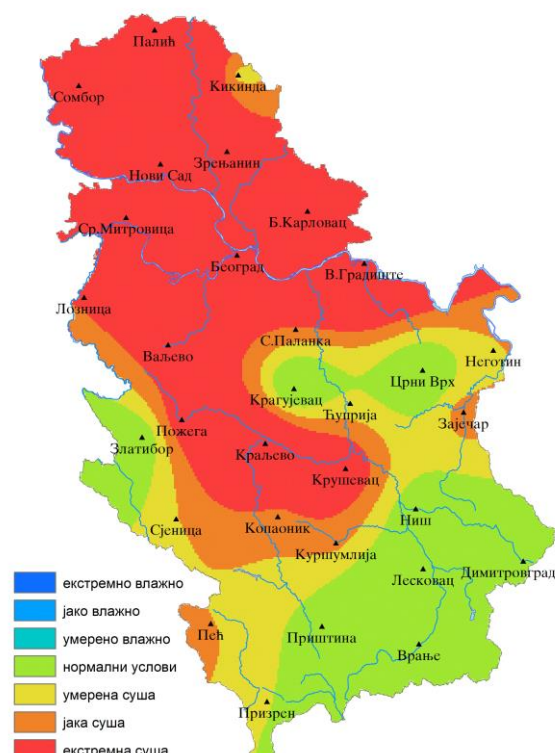 Палић
Кикинда
Сомбор
Зрењанин
Нови Сад
Б.Карловац
Ср.Митровица
Београд
В.Градиште
Лозница
С.Паланка
Ваљево
Неготин
Црни Врх
Крагујевац
Ћуприја
Зајечар
Пожега
Златибор
Краљево
Крушевац
Ниш
Сјеница
Копаоник
Куршумлија
Димитровград
Лесковац
Пећ
Приштина
Врање
Призрен
екстремно влажно
јако влажно
умерено влажно
нормални услови
умерена суша
јака суша
екстремна суша